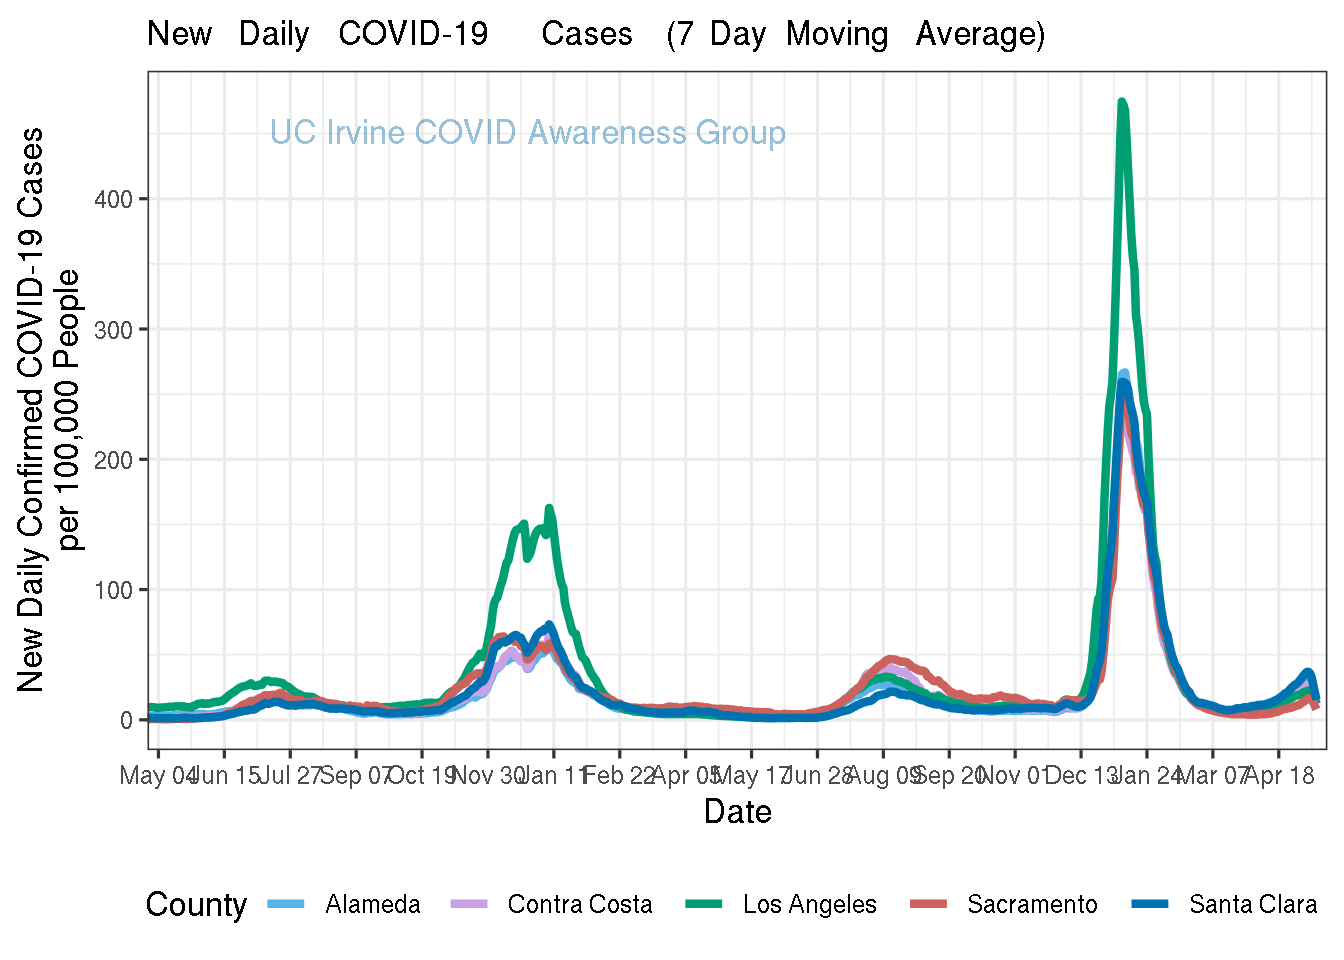 New Daily COVID-19 Cases (7 Day Moving Average)
UC Irvine COVID Awareness Group
New Daily Confirmed COVID-19 Cases
per 100,000 People
400
300
200
100
0
May 04 Jun 15 Jul 27 Sep 07 Oct 19 Nov 30 Jan 11 Feb 22 Apr 05 May 17 Jun 28 Aug 09 Sep 20 Nov 01 Dec 13 Jan 24 Mar 07 Apr 18
Date
County Alameda Contra Costa Los Angeles Sacramento Santa Clara